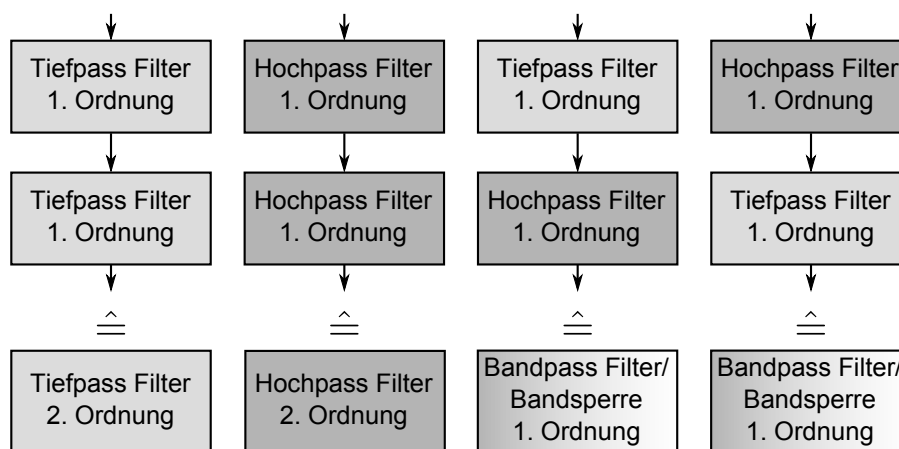 Tiefpass Filter
1. Ordnung
Hochpass Filter
1. Ordnung
Tiefpass Filter
1. Ordnung
Hochpass Filter
1. Ordnung
Tiefpass Filter
1. Ordnung
Hochpass Filter
1. Ordnung
Hochpass Filter
1. Ordnung
Tiefpass Filter
1. Ordnung
≙
≙
≙
≙
Tiefpass Filter
2. Ordnung
Hochpass Filter
2. Ordnung
Bandpass Filter/
Bandsperre
1. Ordnung
Bandpass Filter/
Bandsperre
1. Ordnung